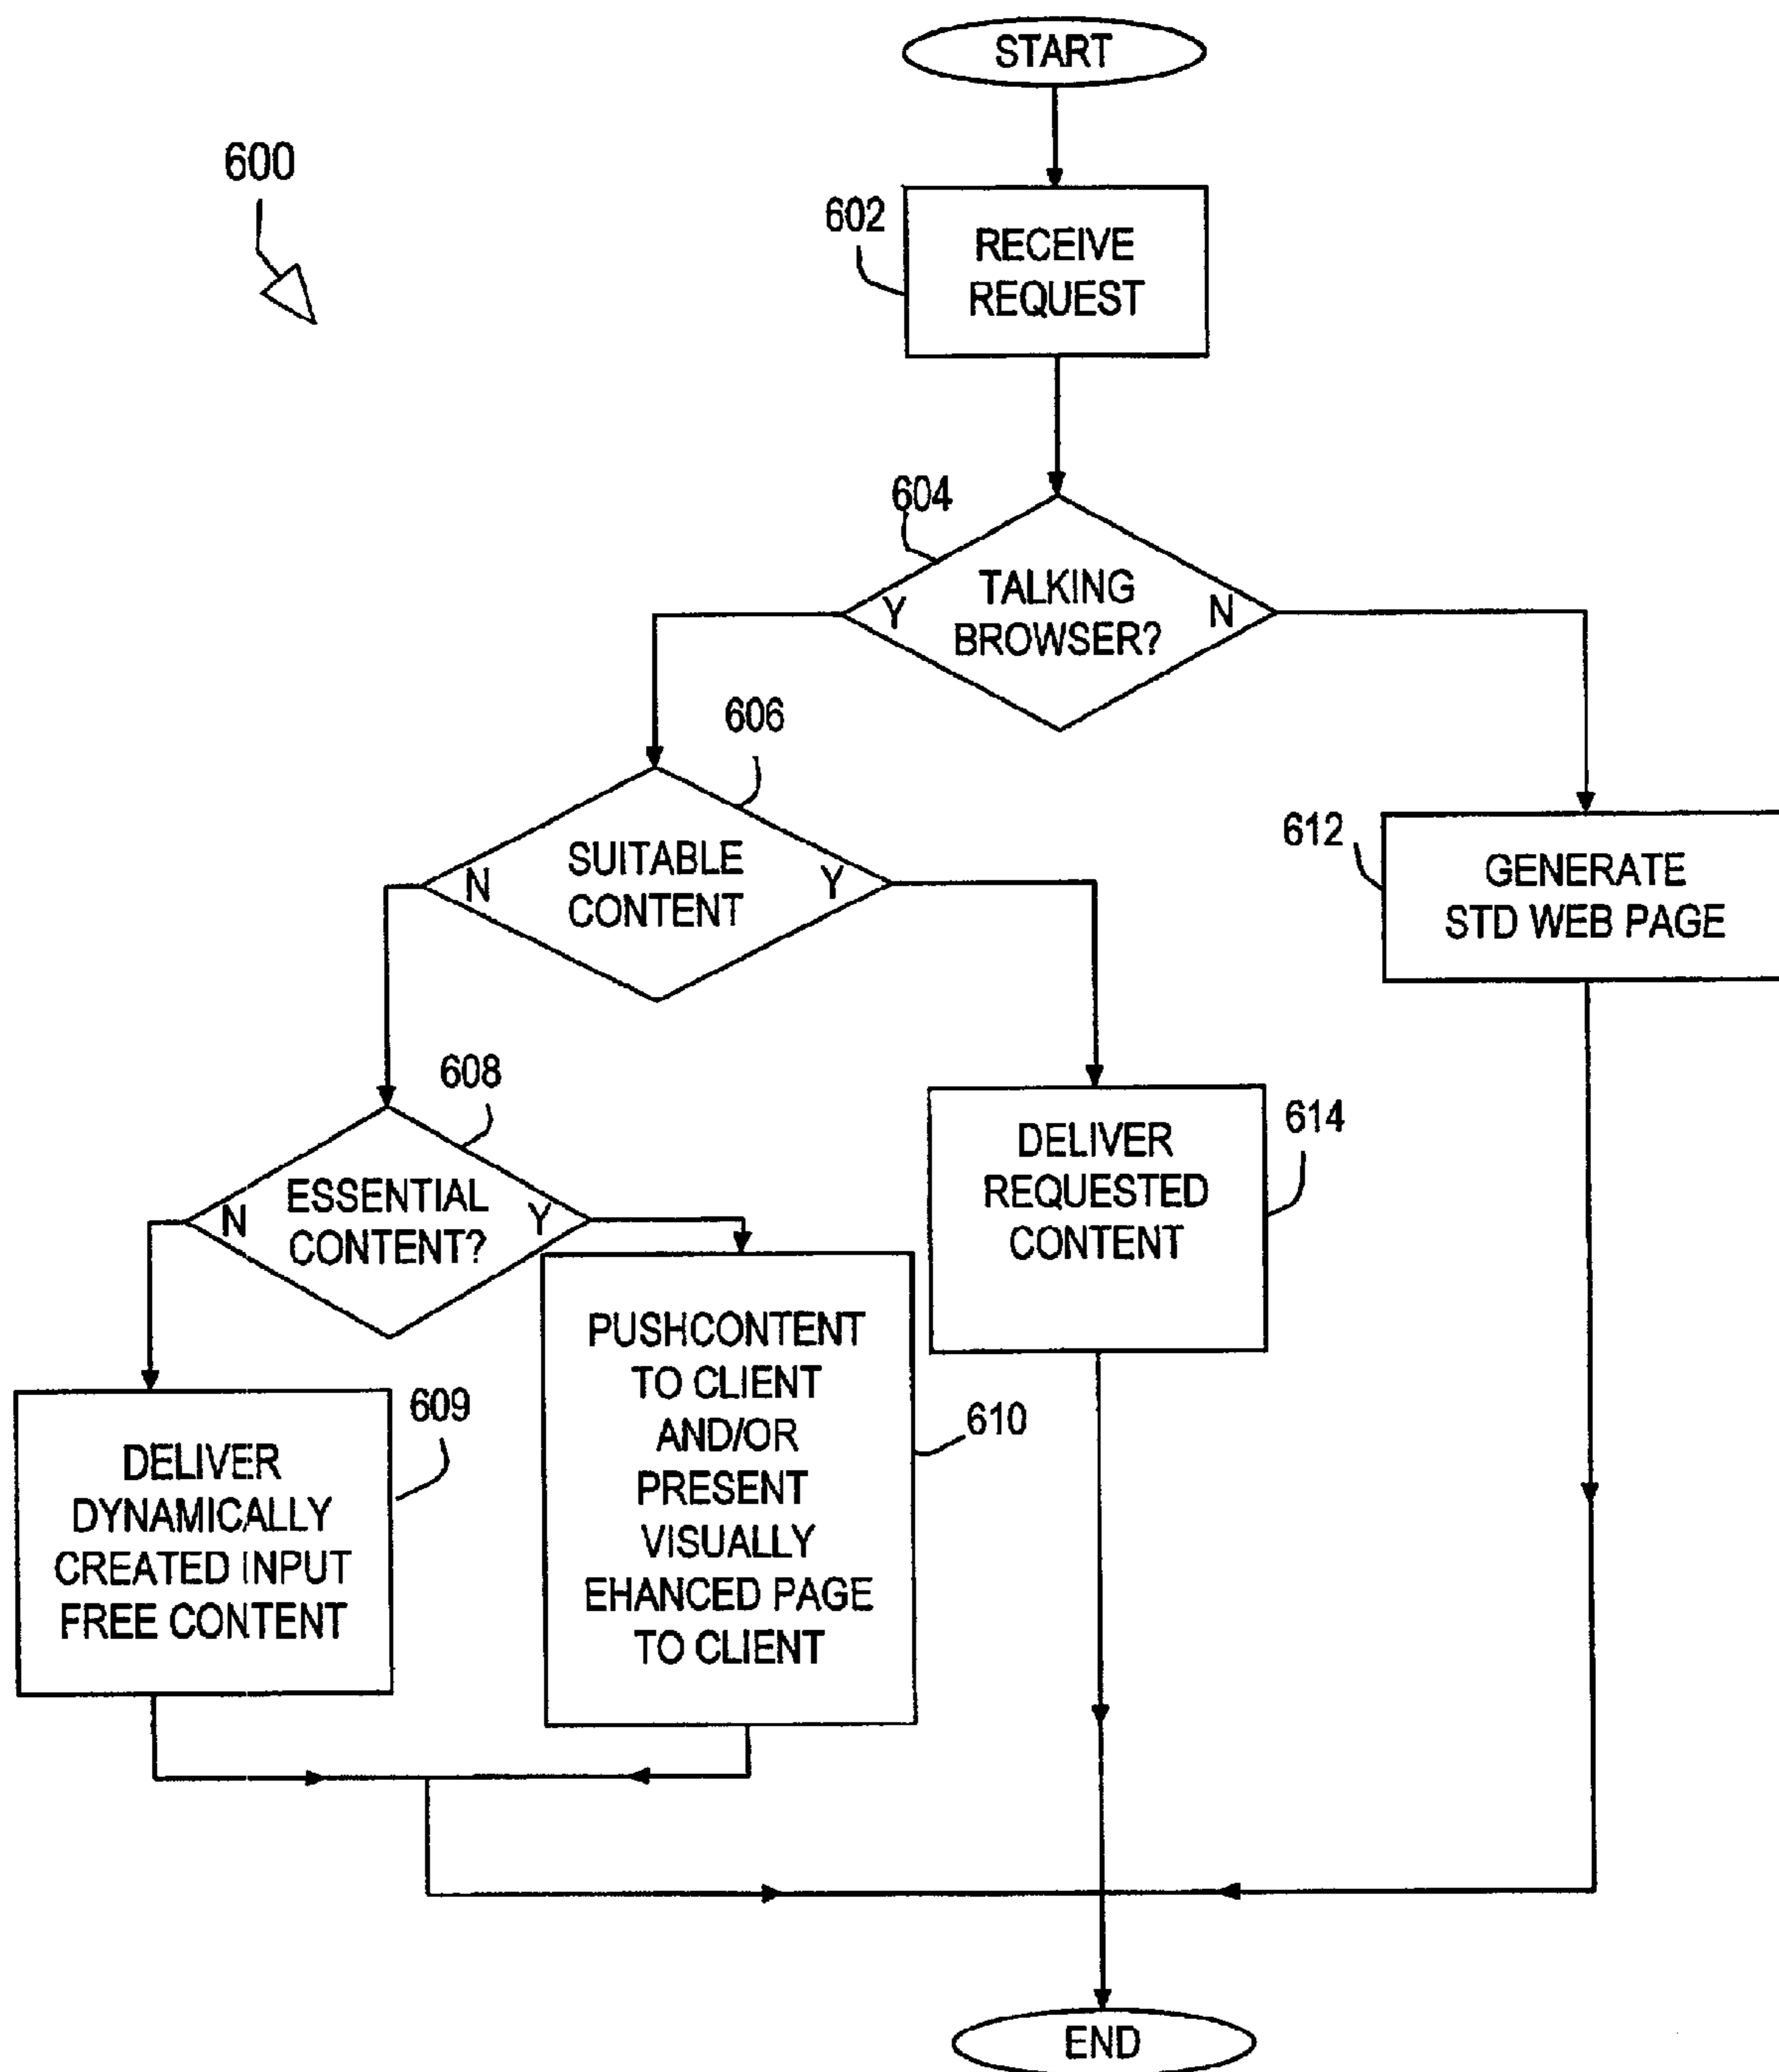 START
600
602
RECEIVE
REQUEST
604
TALKING
BROWSER?
Y
N
606
SUITABLE
CONTENT
N
Y
612
GENERATE
STD WEB PAGE
608
ESSENTIAL
CONTENT?
N
Y
614
DELIVER
REQUESTED
CONTENT
609
DELIVER
DYNAMICALLY
CREATED INPUT
FREE CONTENT
610
PUSHCONTENT
TO CLIENT
AND/OR
PRESENT
VISUALLY
EHANCED PAGE
TO CLIENT
END